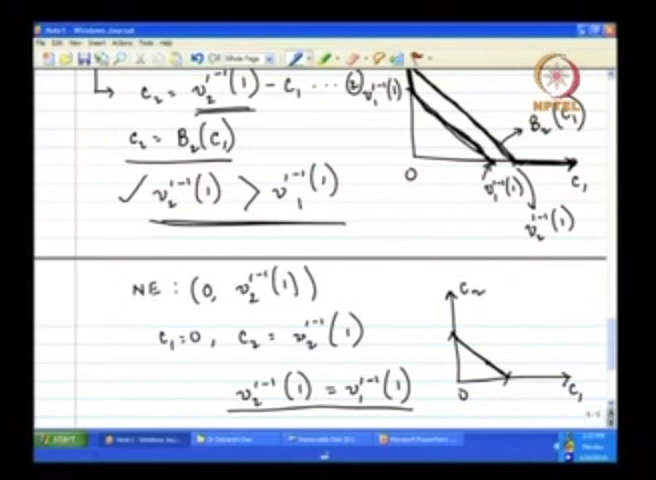 Note1 - Windows Journal
File Edit View Insert Actions Tools Help
Whole Page
c₂ = v₂'⁻¹(1) - c₁ ... ②
c₂ = B₂(c₁)
✓ v₂'⁻¹(1) > v₁'⁻¹(1)
v₁'⁻¹(1)
B₂(c₁)
0
v₁'⁻¹(1)
c₁
v₂'⁻¹(1)
NPTEL
NE : (0, v₂'⁻¹(1))
c₁=0, c₂ = v₂'⁻¹(1)
v₂'⁻¹(1) = v₁'⁻¹(1)
c₂
0
c₁
start